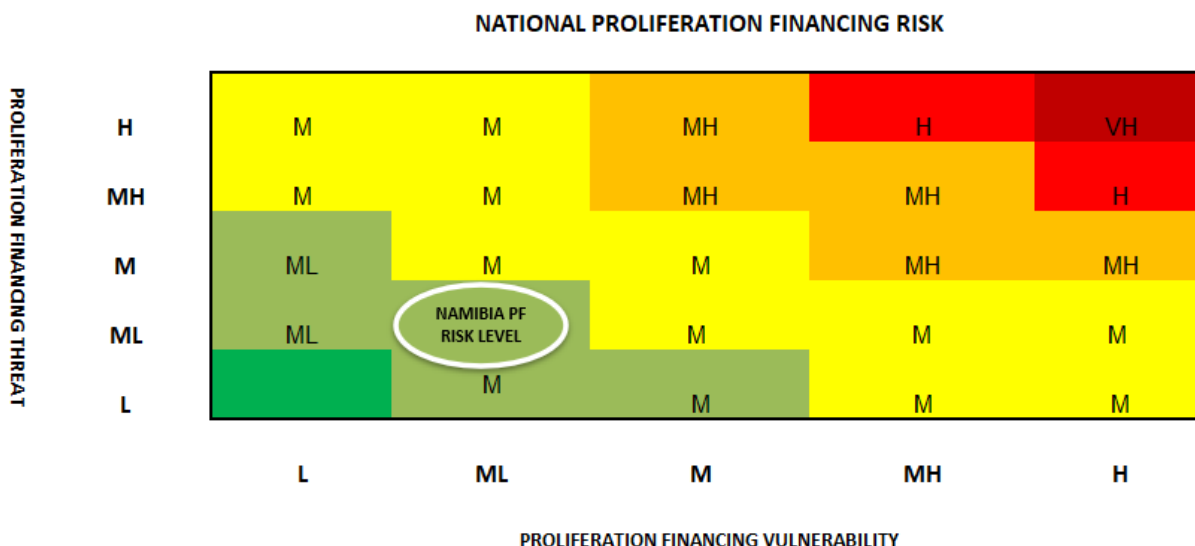 NATIONAL PROLIFERATION FINANCING RISK
PROLIFERATION FINANCING THREAT
H M M MH H VH
MH M M MH MH H
M ML M M MH MH
ML ML NAMIBIA PF RISK LEVEL M M M
L M M M M
L ML M MH H
PROLIFERATION FINANCING VULNERABILITY